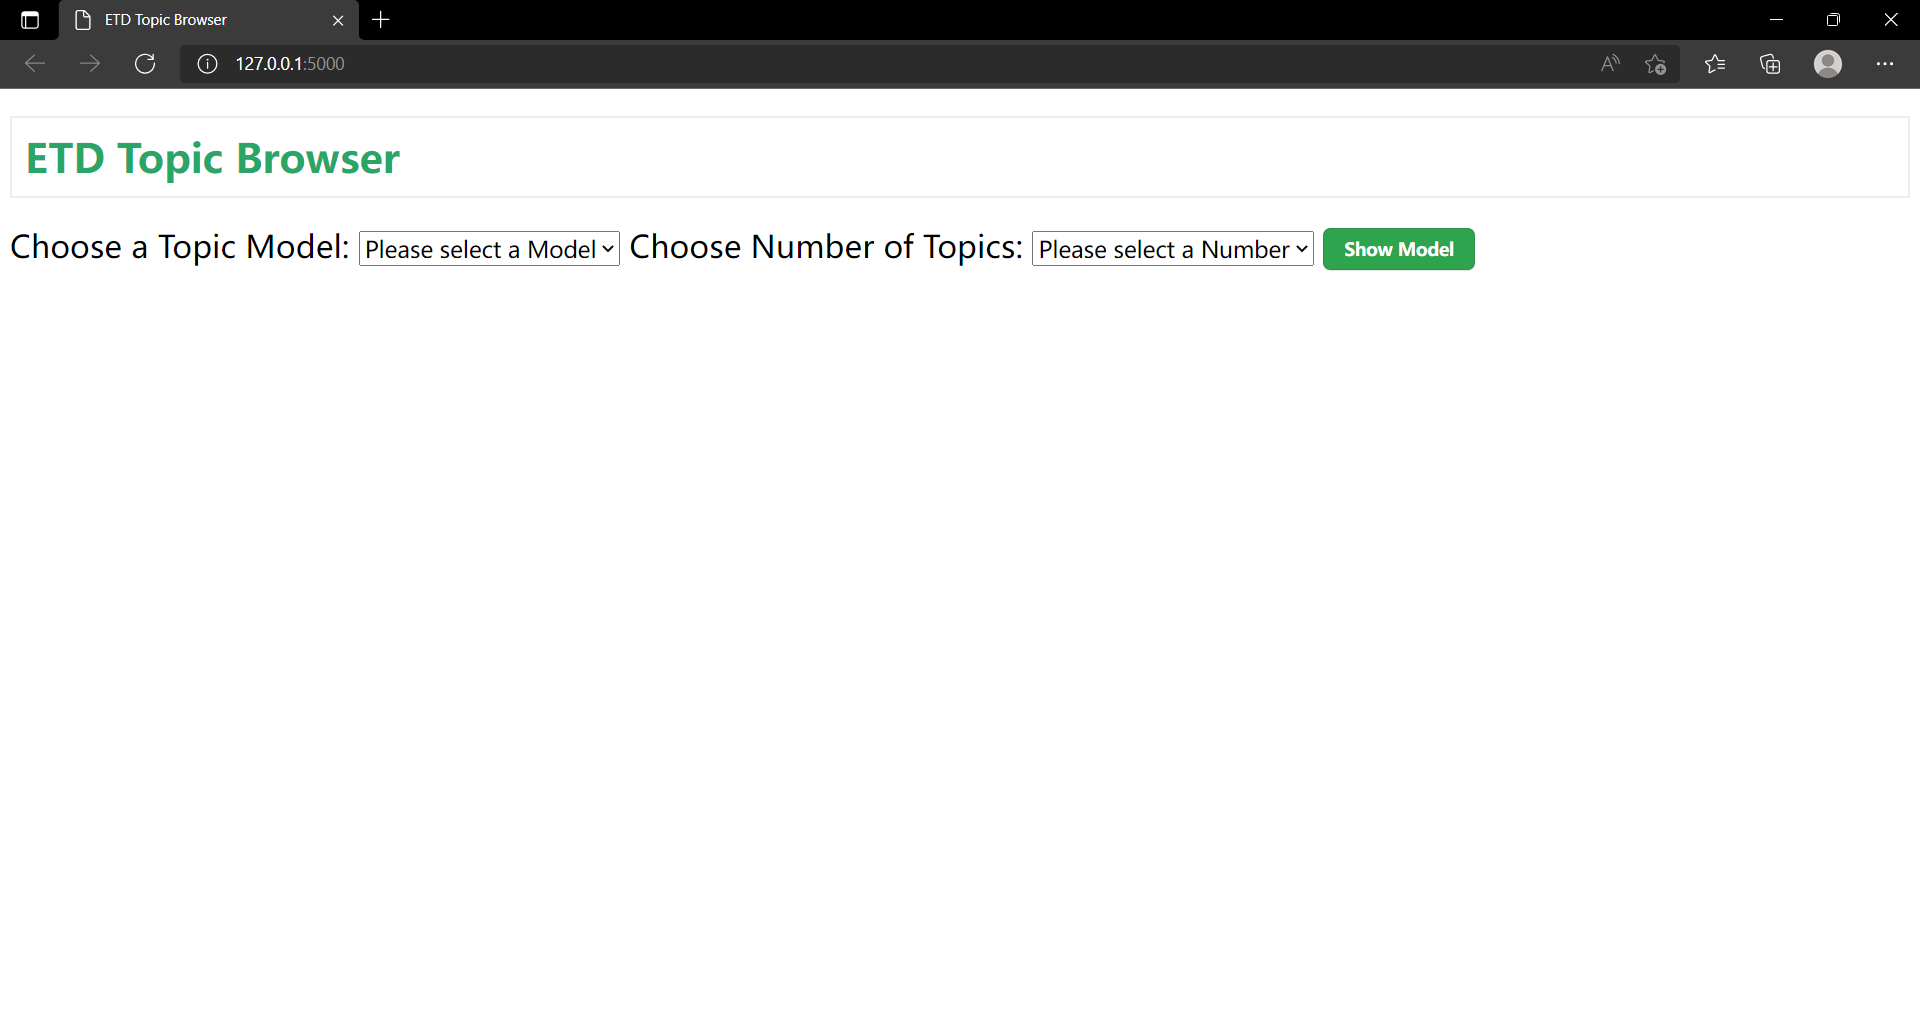 ETD Topic Browser
127.0.0.1:5000
ETD Topic Browser
Choose a Topic Model: Please select a Model Choose Number of Topics: Please select a Number Show Model